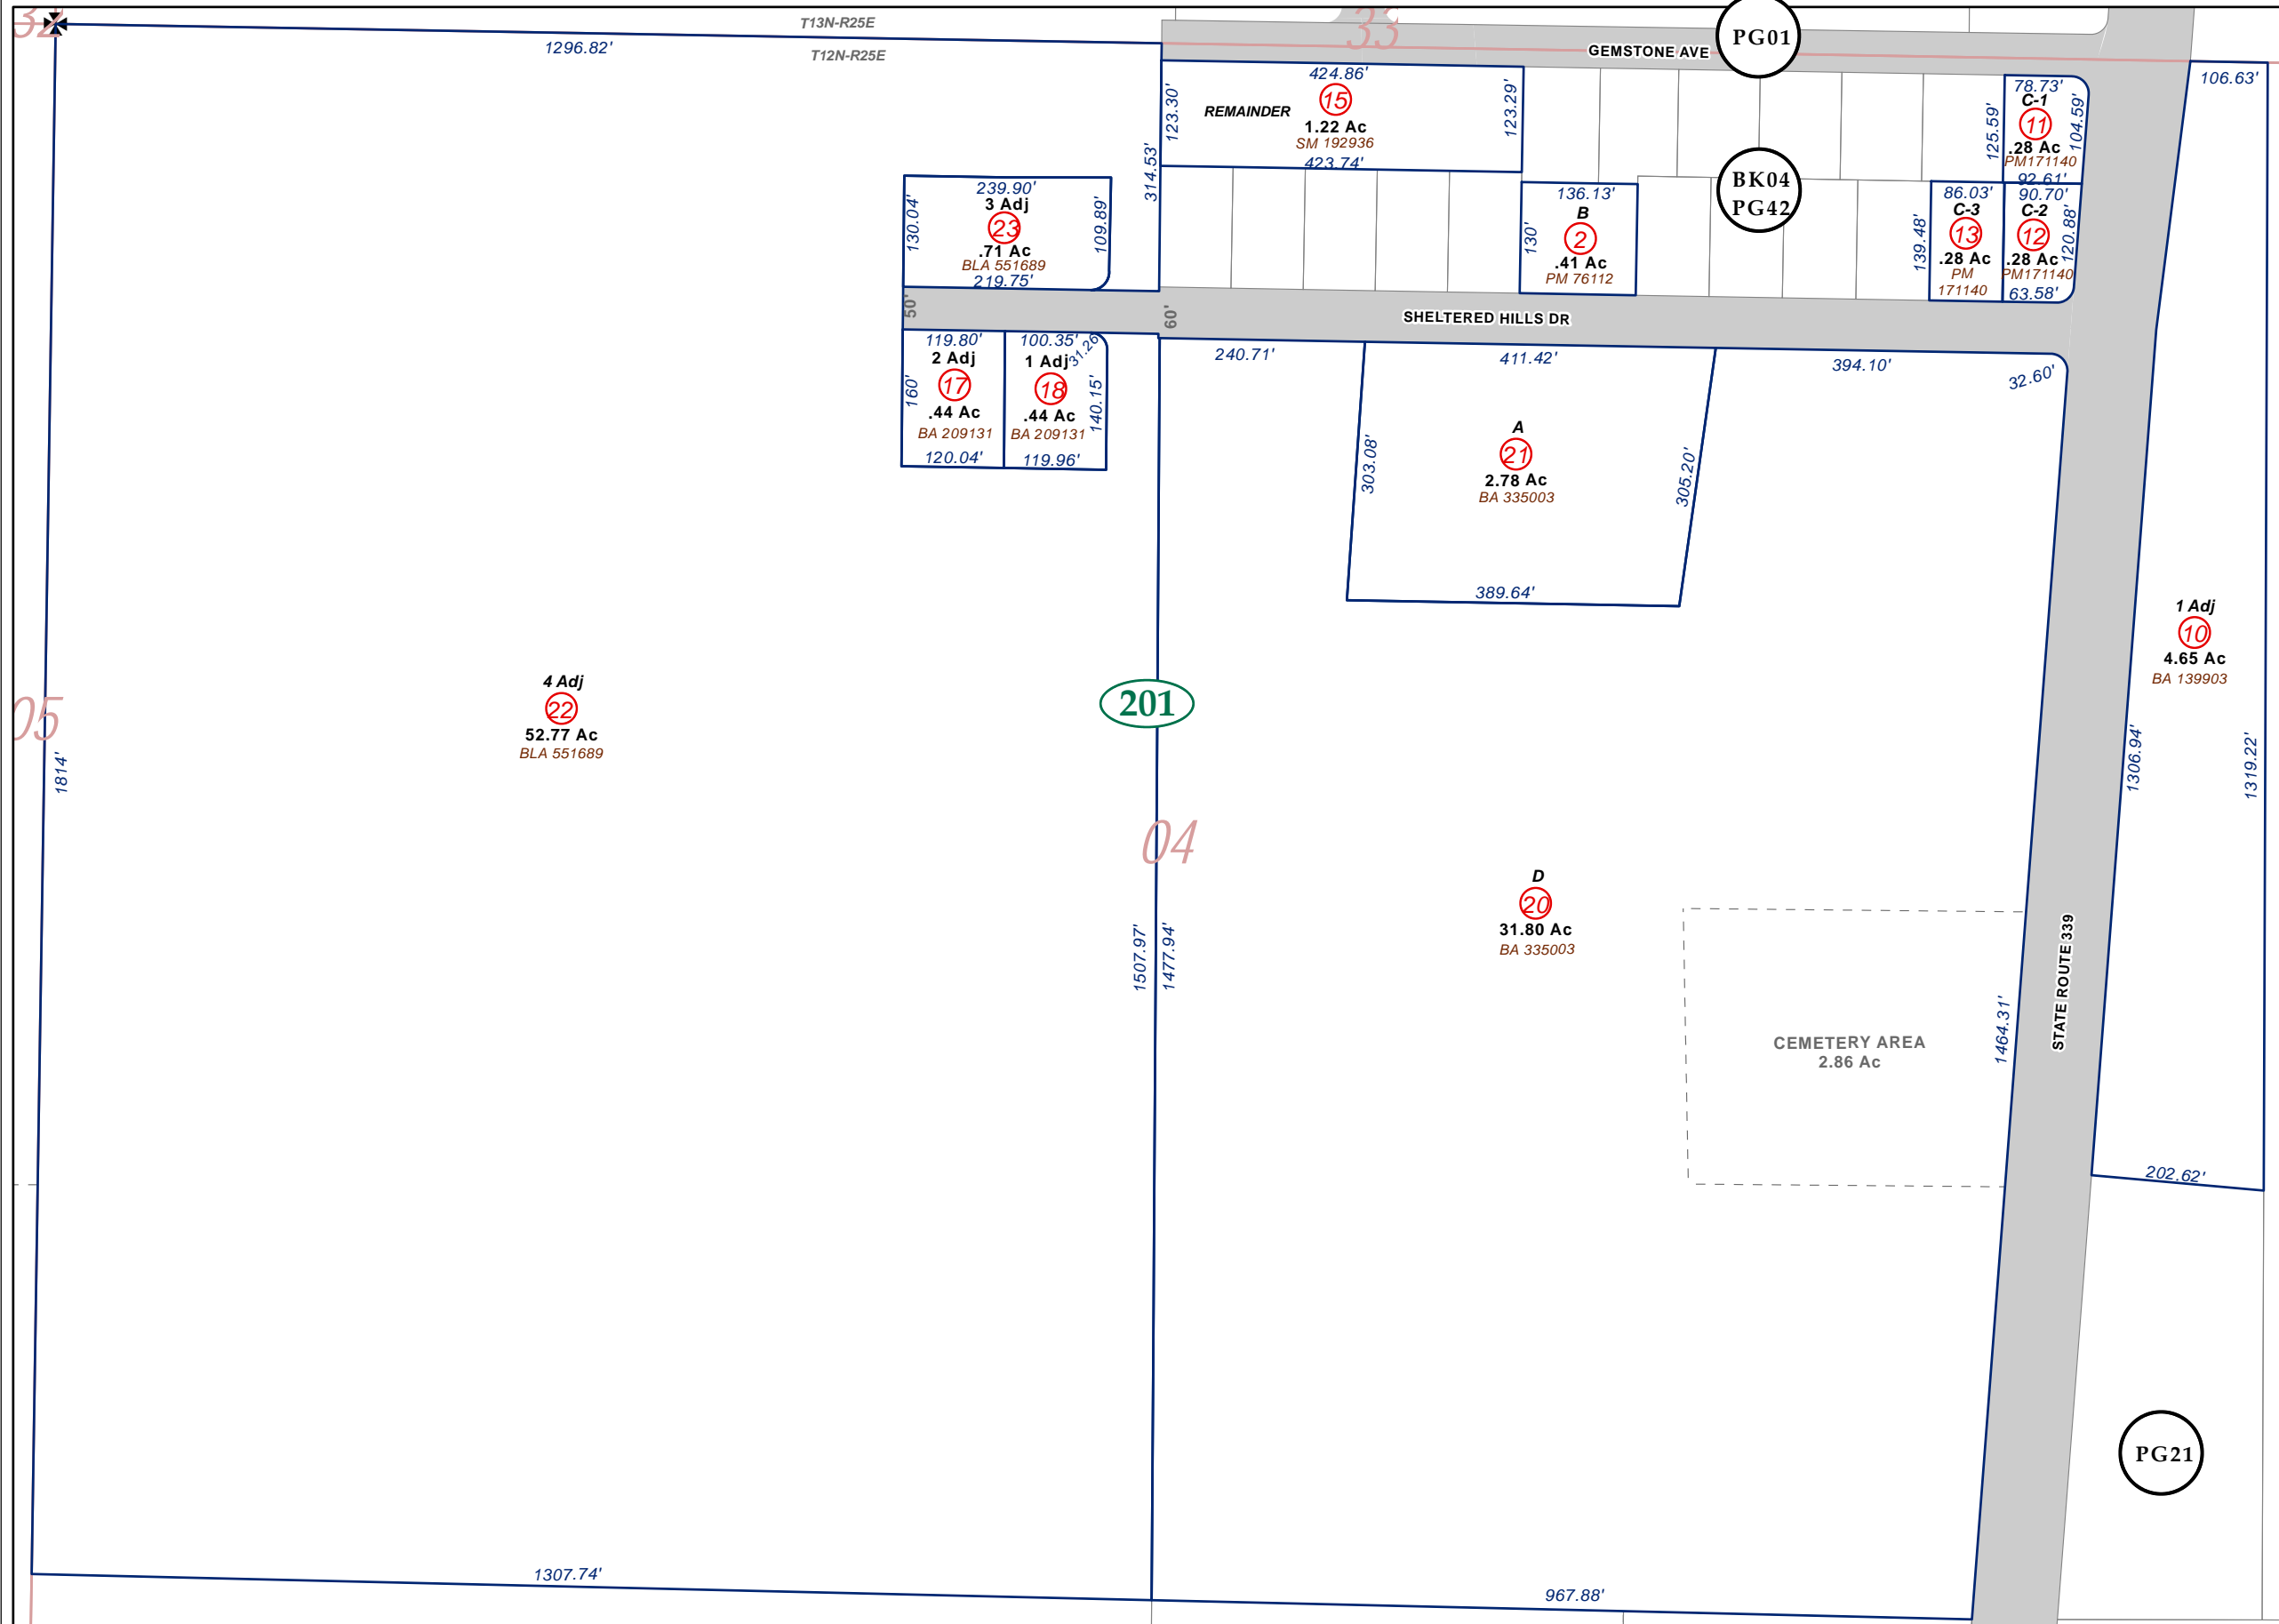 32
T13N-R25E
T12N-R25E
1296.82'
33
GEMSTONE AVE
PG01
106.63'
424.86'
REMAINDER
15
1.22 Ac
SM 192936
423.74'
123.30'
123.29'
314.53'
78.73'
C-1
11
.28 Ac
PM171140
92.61'
125.59'
104.59'
BK04
PG42
239.90'
3 Adj
23
.71 Ac
BLA 551689
219.75'
130.04'
109.89'
136.13'
B
2
.41 Ac
PM 76112
130'
86.03'
C-3
13
.28 Ac
PM
171140
139.48'
90.70'
C-2
12
.28 Ac
PM171140
63.58'
120.88'
50'
60'
SHELTERED HILLS DR
119.80'
2 Adj
17
.44 Ac
BA 209131
120.04'
160'
100.35'
31.26'
1 Adj
18
.44 Ac
BA 209131
119.96'
140.15'
240.71'
411.42'
394.10'
32.60'
A
21
2.78 Ac
BA 335003
303.08'
305.20'
389.64'
1 Adj
10
4.65 Ac
BA 139903
1306.94'
1319.22'
202.62'
4 Adj
22
52.77 Ac
BLA 551689
05
1814'
201
04
1507.97'
1477.94'
D
20
31.80 Ac
BA 335003
CEMETERY AREA
2.86 Ac
1464.31'
STATE ROUTE 339
PG21
1307.74'
967.88'